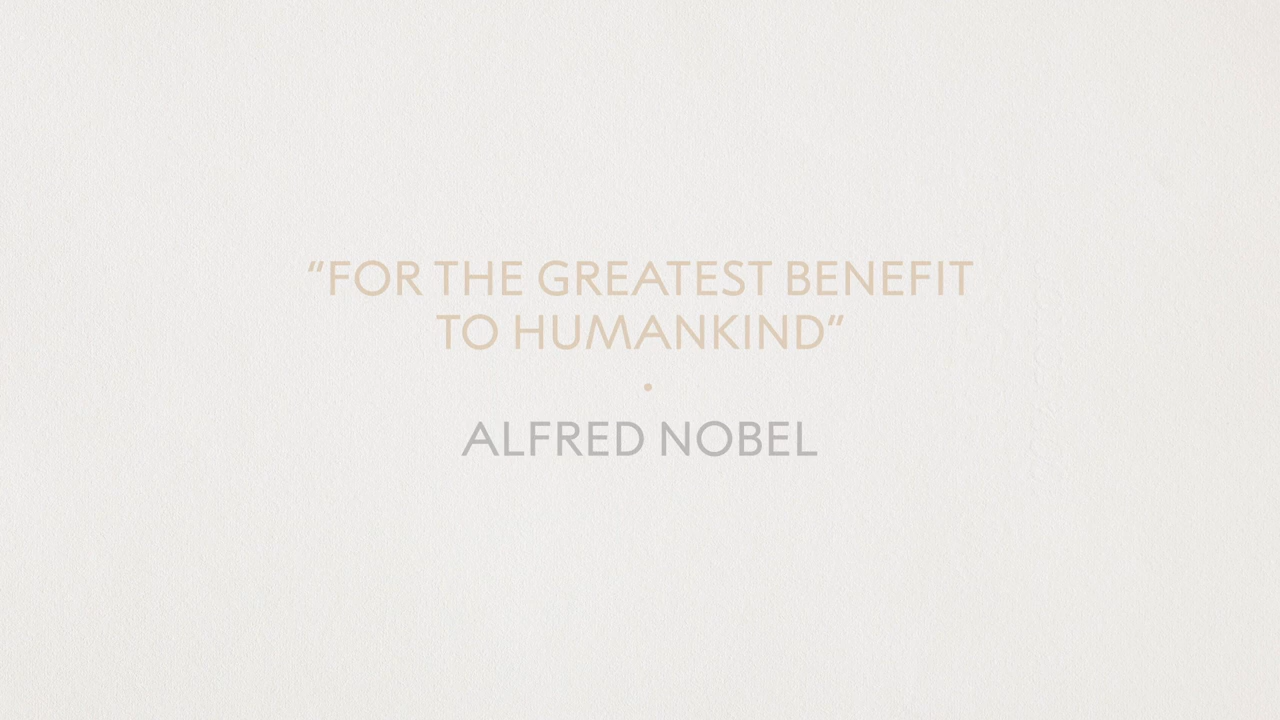 “FOR THE GREATEST BENEFIT
TO HUMANKIND“
•
ALFRED NOBEL